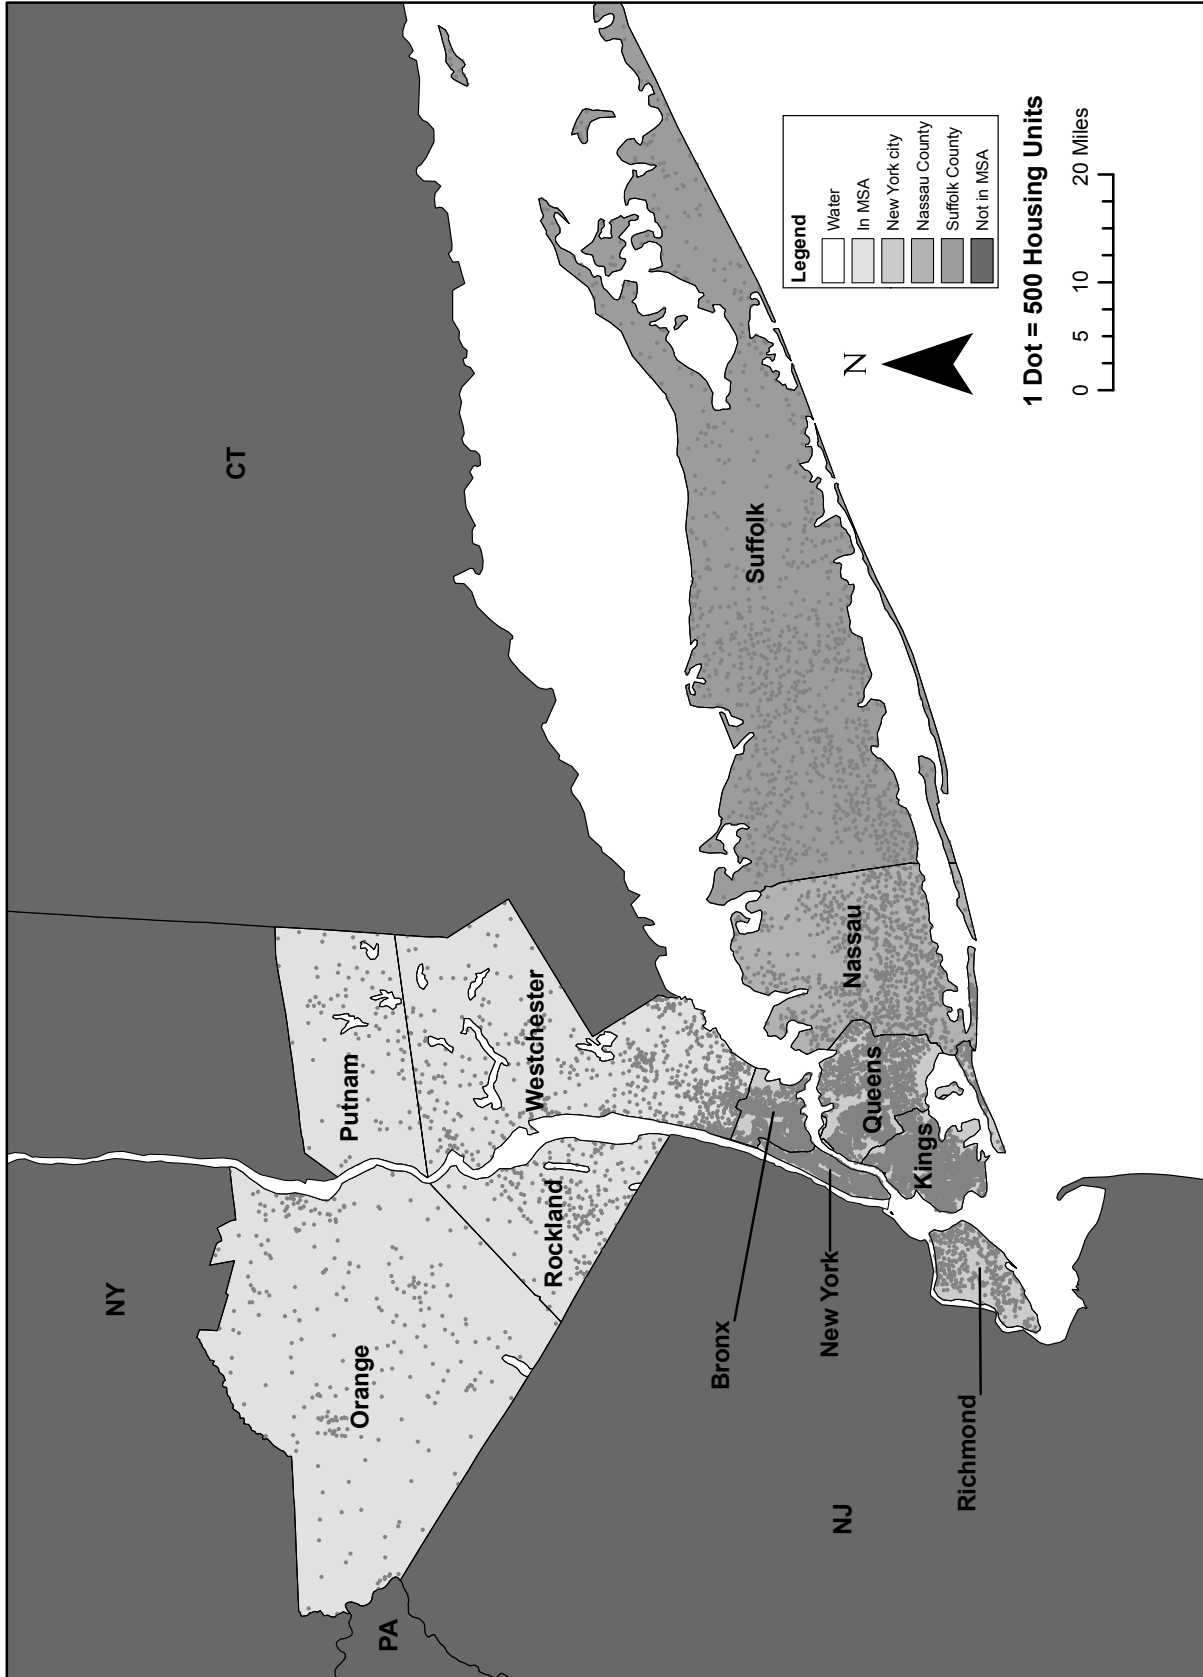 NY
CT
PA
NJ
Orange
Putnam
Westchester
Rockland
Bronx
New York
Richmond
Queens
Kings
Nassau
Suffolk
N
Legend
Water
In MSA
New York city
Nassau County
Suffolk County
Not in MSA
1 Dot = 500 Housing Units
0 5 10 20 Miles